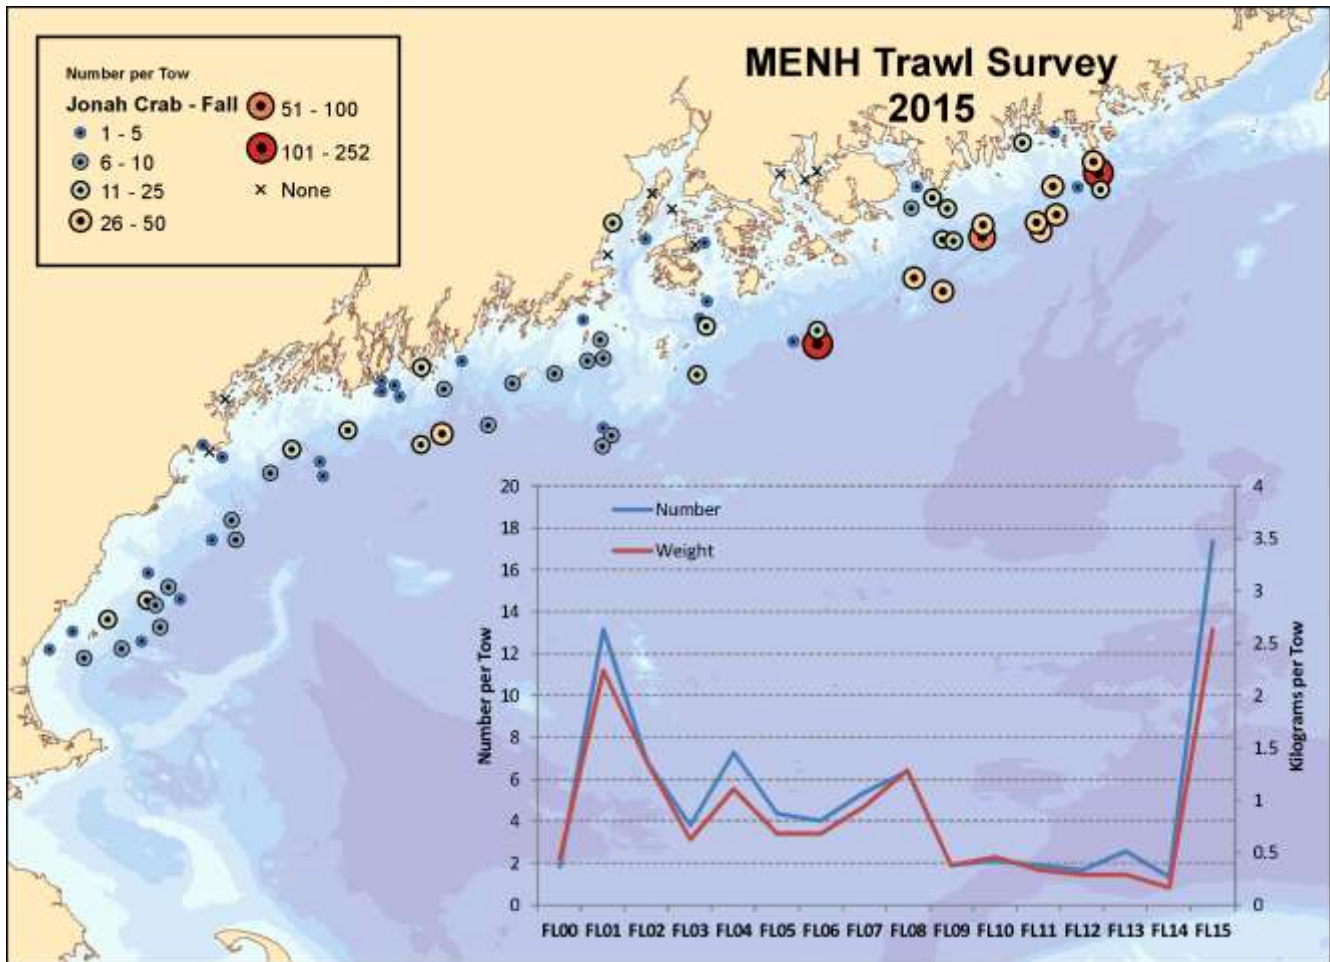 MENH Trawl Survey
2015
Number per Tow
Jonah Crab - Fall
1 - 5
6 - 10
11 - 25
26 - 50
51 - 100
101 - 252
None
Number
Weight
Number per Tow
20
18
16
14
12
10
8
6
4
2
0
Kilograms per Tow
4
3.5
3
2.5
2
1.5
1
0.5
0
FL00 FL01 FL02 FL03 FL04 FL05 FL06 FL07 FL08 FL09 FL10 FL11 FL12 FL13 FL14 FL15